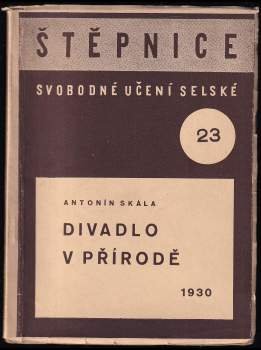 ŠTĚPNICE
SVOBODNÉ UČENÍ SELSKÉ
23
ANTONÍN SKÁLA
DIVADLO
V PŘÍRODĚ
1930